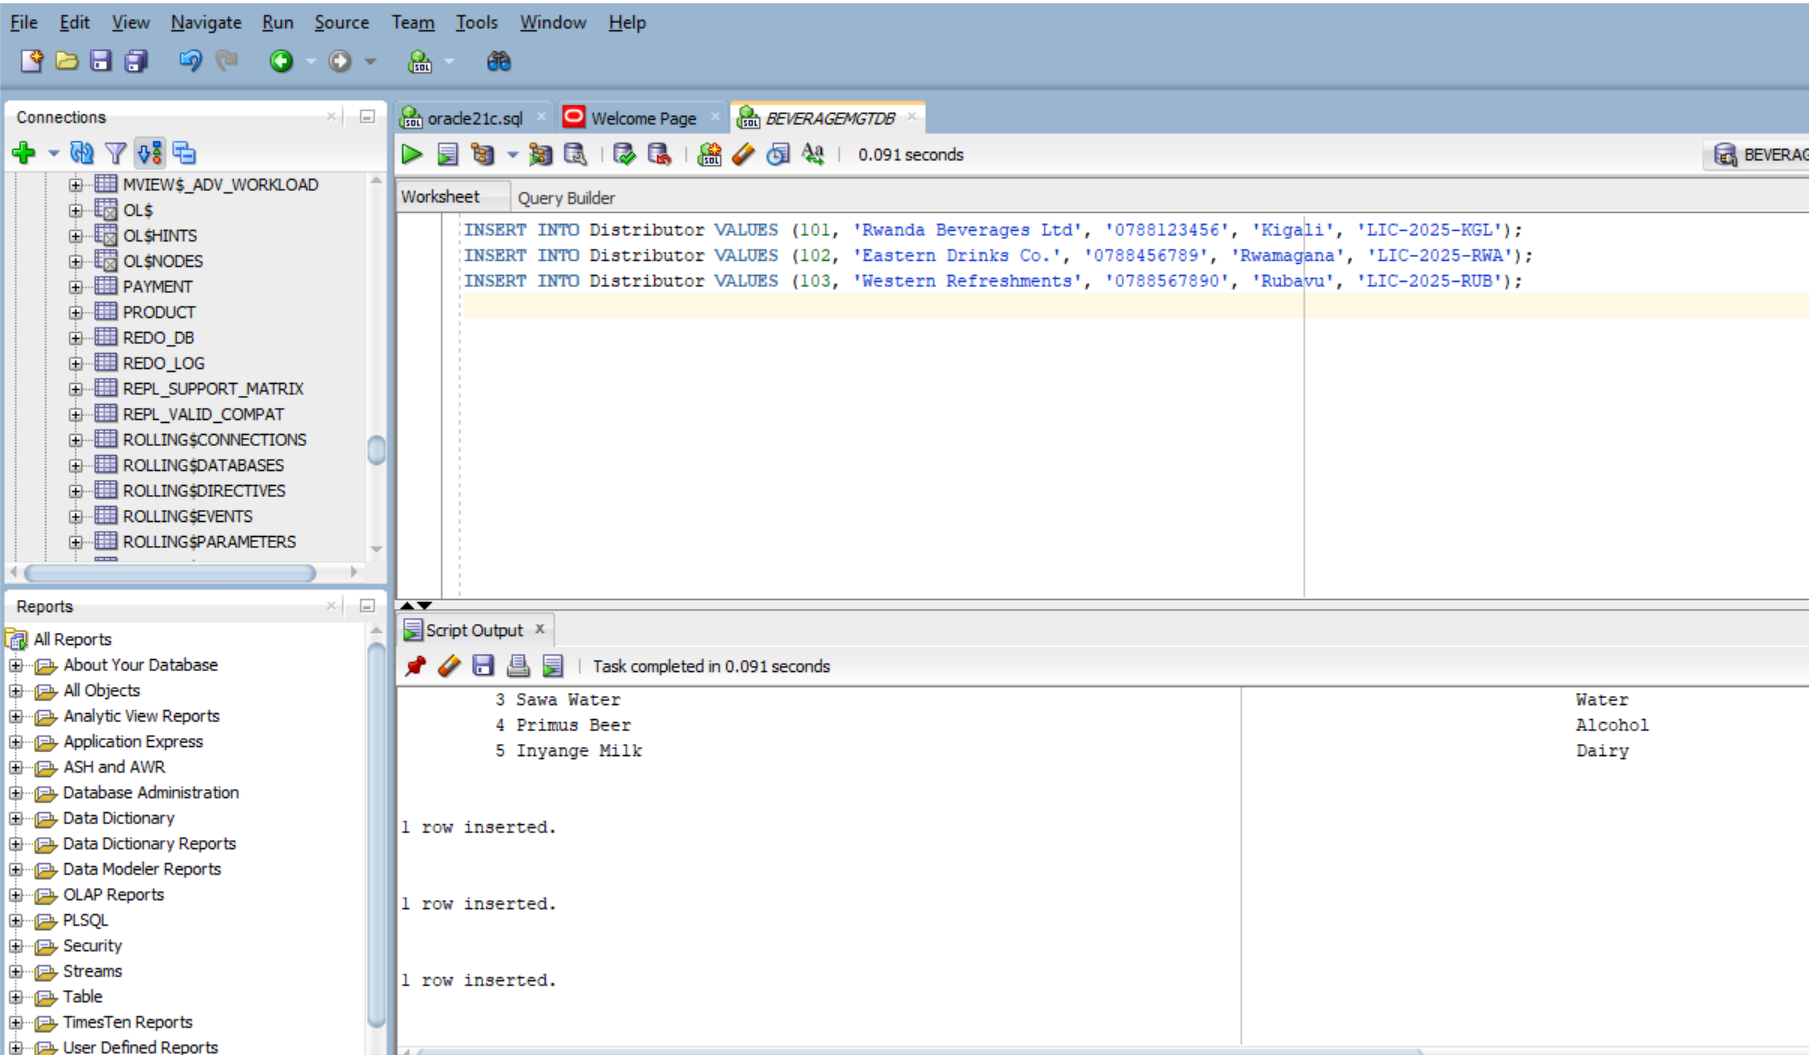 File Edit View Navigate Run Source Team Tools Window Help
Connections
oracle21c.sql
Welcome Page
BEVERAGEMGTDB
0.091 seconds
BEVERAG
Worksheet
Query Builder
MVIEW$_ADV_WORKLOAD
OL$
OL$HINTS
OL$NODES
PAYMENT
PRODUCT
REDO_DB
REDO_LOG
REPL_SUPPORT_MATRIX
REPL_VALID_COMPAT
ROLLING$CONNECTIONS
ROLLING$DATABASES
ROLLING$DIRECTIVES
ROLLING$EVENTS
ROLLING$PARAMETERS
INSERT INTO Distributor VALUES (101, 'Rwanda Beverages Ltd', '0788123456', 'Kigali', 'LIC-2025-KGL');
INSERT INTO Distributor VALUES (102, 'Eastern Drinks Co.', '0788456789', 'Rwamagana', 'LIC-2025-RWA');
INSERT INTO Distributor VALUES (103, 'Western Refreshments', '0788567890', 'Rubavu', 'LIC-2025-RUB');
Reports
All Reports
About Your Database
All Objects
Analytic View Reports
Application Express
ASH and AWR
Database Administration
Data Dictionary
Data Dictionary Reports
Data Modeler Reports
OLAP Reports
PLSQL
Security
Streams
Table
TimesTen Reports
User Defined Reports
Script Output
Task completed in 0.091 seconds
3 Sawa Water Water
4 Primus Beer Alcohol
5 Inyange Milk Dairy
1 row inserted.
1 row inserted.
1 row inserted.